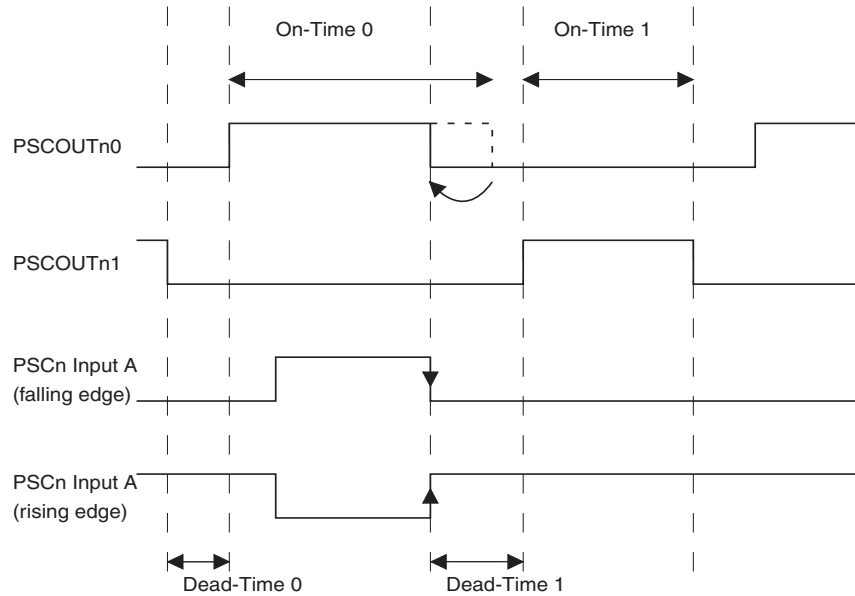 On-Time 0
On-Time 1
PSCOUTn0
PSCOUTn1
PSCn Input A
(falling edge)
PSCn Input A
(rising edge)
Dead-Time 0
Dead-Time 1